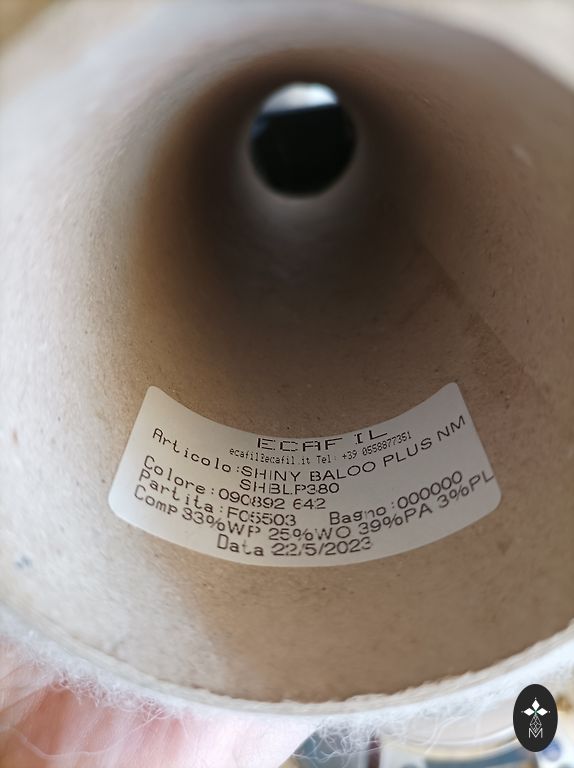 ECAFIL
ecafil@ecafil.it Tel: +39 0558877351
Articolo:SHINY BALOO PLUS NM
SHBLP380
Colore:090892 642
Partita:F05503 Bagno:000000
Comp 33%WP 25%WO 39%PA 3%PL
Data 22/5/2023
M